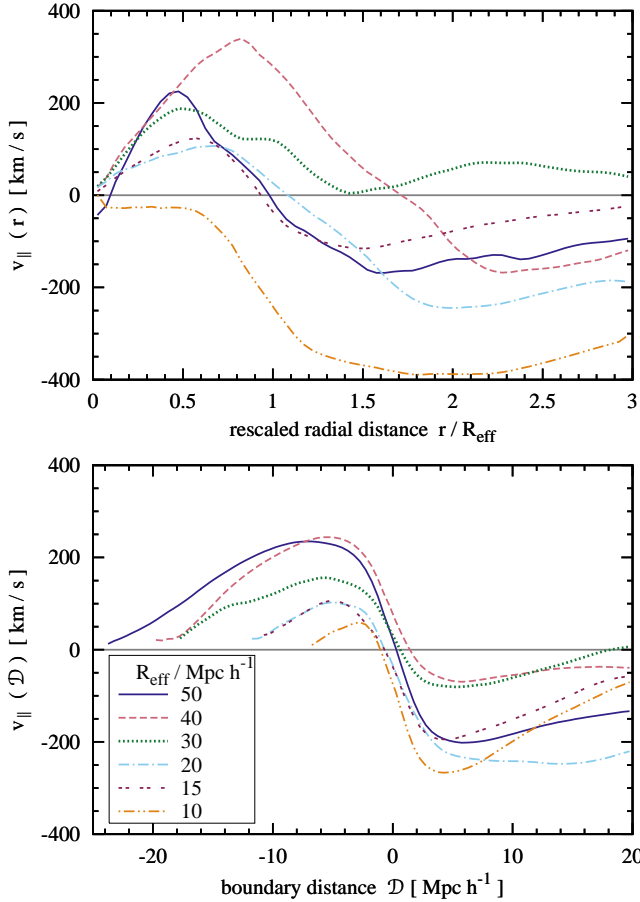 400
200
0
-200
-400
v∥ ( r ) [ km / s ]
0 0.5 1 1.5 2 2.5 3
rescaled radial distance r / R_eff
400
200
0
-200
-400
v∥ ( 𝒟 ) [ km / s ]
R_eff / Mpc h⁻¹
50
40
30
20
15
10
-20 -10 0 10 20
boundary distance 𝒟 [ Mpc h⁻¹ ]